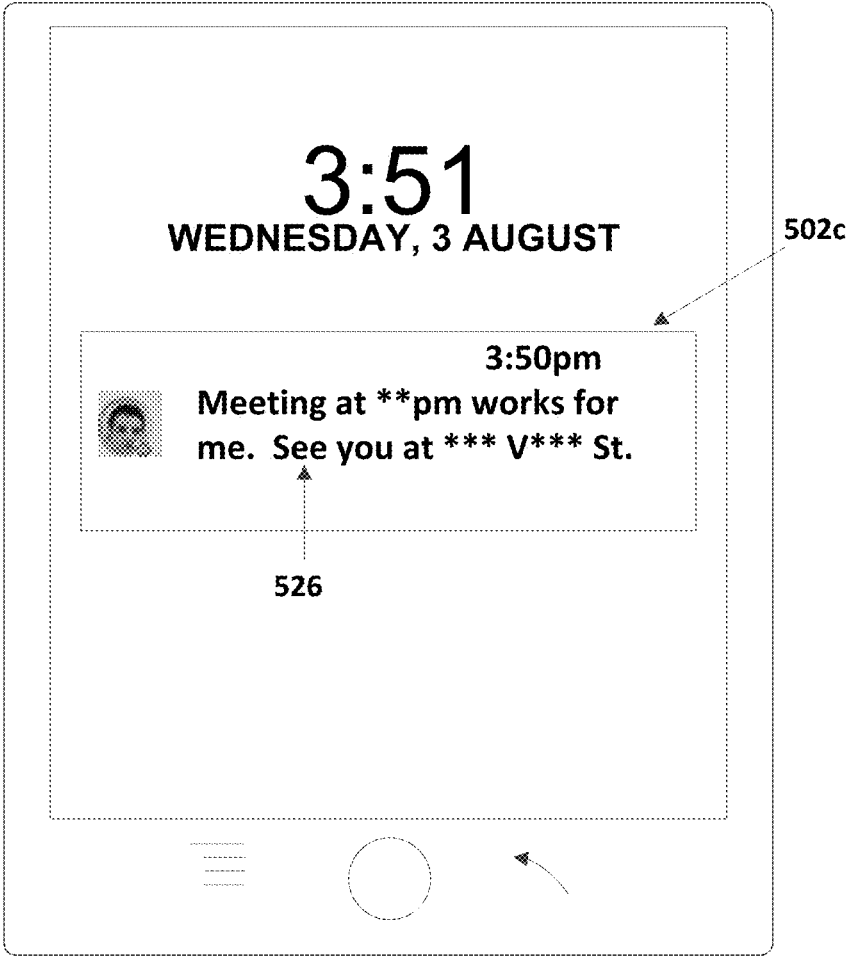 3:51
WEDNESDAY, 3 AUGUST
502c
3:50pm
Meeting at **pm works for
me.  See you at *** V*** St.
526